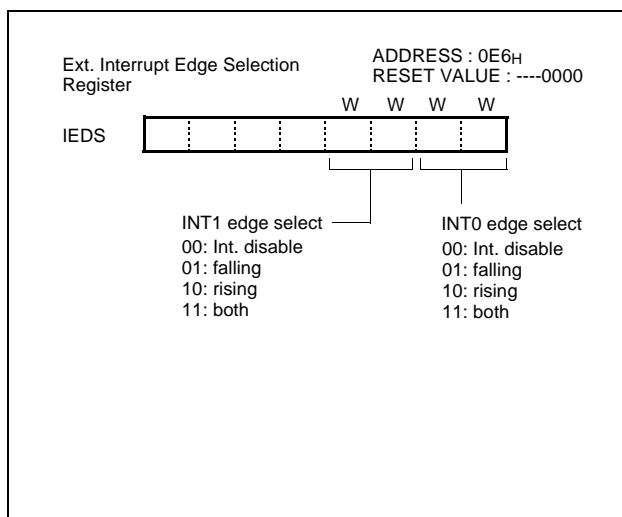 Ext. Interrupt Edge Selection
Register
ADDRESS : 0E6H
RESET VALUE : ----0000
W W W W
IEDS
INT1 edge select
00: Int. disable
01: falling
10: rising
11: both
INT0 edge select
00: Int. disable
01: falling
10: rising
11: both